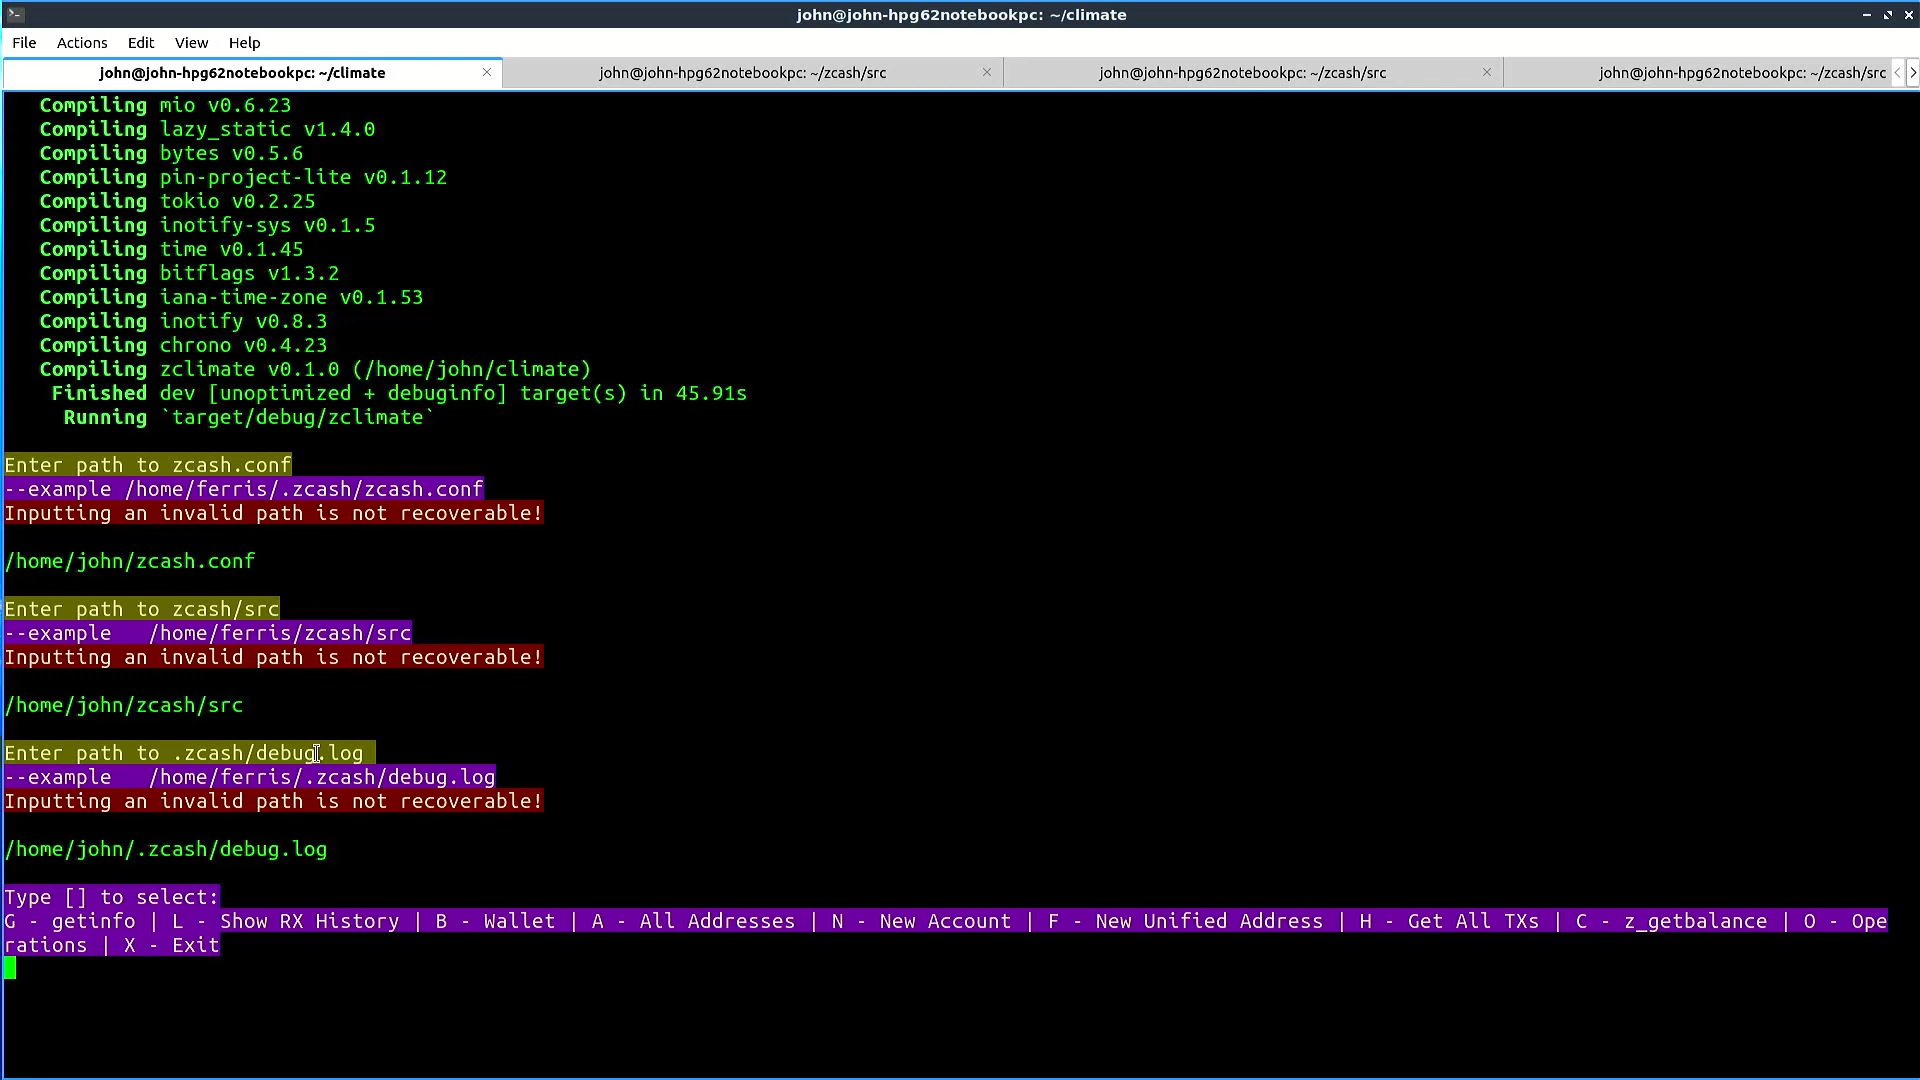 john@john-hpg62notebookpc: ~/climate
File Actions Edit View Help
john@john-hpg62notebookpc: ~/climate john@john-hpg62notebookpc: ~/zcash/src john@john-hpg62notebookpc: ~/zcash/src john@john-hpg62notebookpc: ~/zcash/src
Compiling mio v0.6.23
Compiling lazy_static v1.4.0
Compiling bytes v0.5.6
Compiling pin-project-lite v0.1.12
Compiling tokio v0.2.25
Compiling inotify-sys v0.1.5
Compiling time v0.1.45
Compiling bitflags v1.3.2
Compiling iana-time-zone v0.1.53
Compiling inotify v0.8.3
Compiling chrono v0.4.23
Compiling zclimate v0.1.0 (/home/john/climate)
Finished dev [unoptimized + debuginfo] target(s) in 45.91s
Running `target/debug/zclimate`
Enter path to zcash.conf
--example /home/ferris/.zcash/zcash.conf
Inputting an invalid path is not recoverable!
/home/john/zcash.conf
Enter path to zcash/src
--example   /home/ferris/zcash/src
Inputting an invalid path is not recoverable!
/home/john/zcash/src
Enter path to .zcash/debug.log
--example   /home/ferris/.zcash/debug.log
Inputting an invalid path is not recoverable!
/home/john/.zcash/debug.log
Type [] to select:
G - getinfo | L - Show RX History | B - Wallet | A - All Addresses | N - New Account | F - New Unified Address | H - Get All TXs | C - z_getbalance | O - Ope
rations | X - Exit